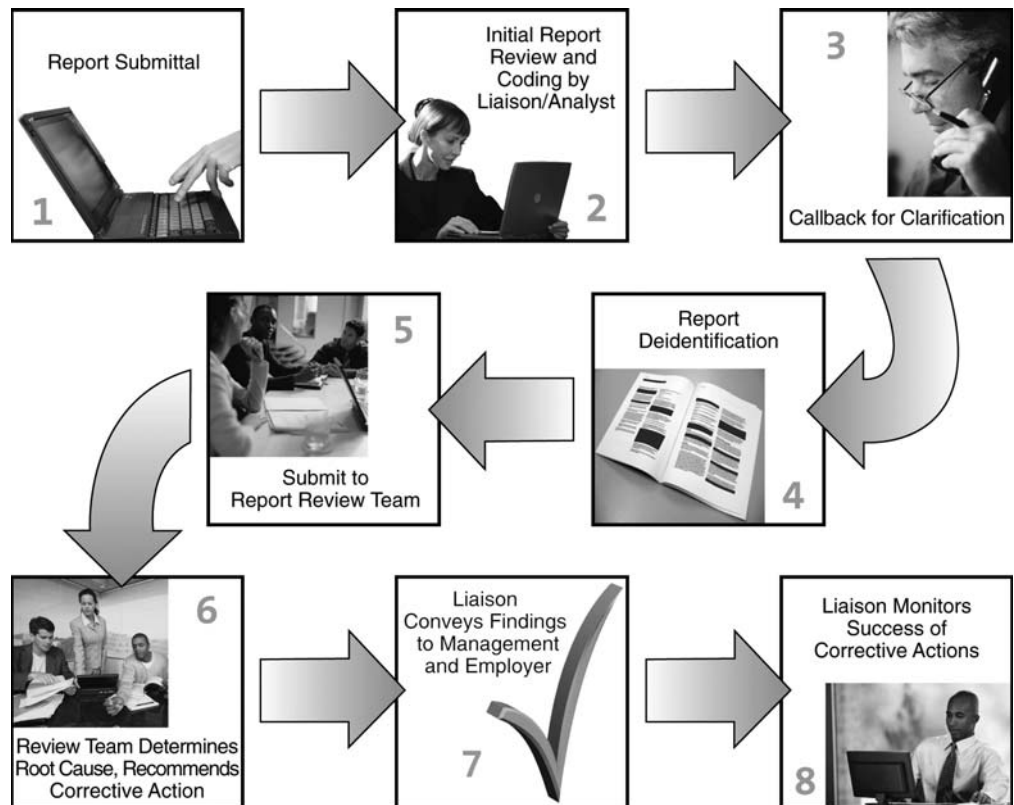 Report Submittal
1
Initial Report
Review and
Coding by
Liaison/Analyst
2
3
Callback for Clarification
Report
Deidentification
4
5
Submit to
Report Review Team
6
Review Team Determines
Root Cause, Recommends
Corrective Action
Liaison
Conveys Findings
to Management
and Employer
7
Liaison Monitors
Success of
Corrective Actions
8